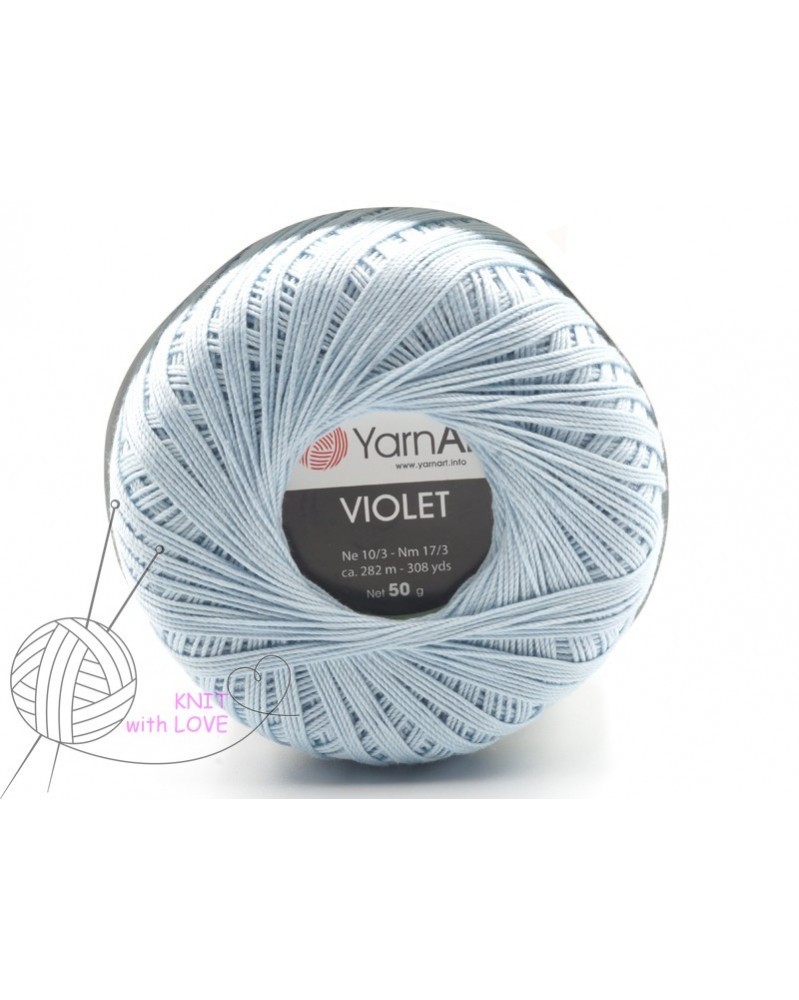 YarnA
www.yarnart.info
VIOLET
Ne 10/3 - Nm 17/3
ca. 282 m - 308 yds
Net 50 g
KNIT
with LOVE